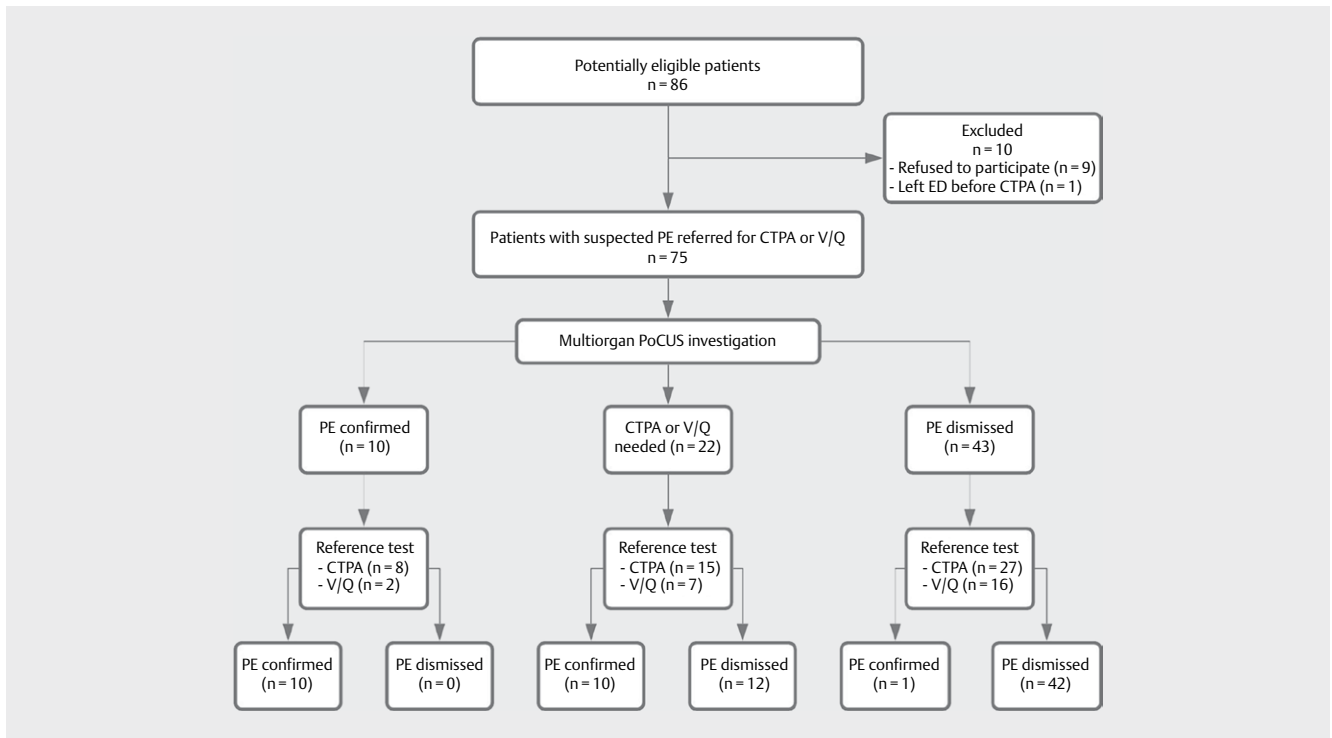 Potentially eligible patients
n = 86
Excluded
n = 10
- Refused to participate (n = 9)
- Left ED before CTPA (n = 1)
Patients with suspected PE referred for CTPA or V/Q
n = 75
Multiorgan PoCUS investigation
PE confirmed
(n = 10)
CTPA or V/Q
needed (n = 22)
PE dismissed
(n = 43)
Reference test
- CTPA (n = 8)
- V/Q (n = 2)
Reference test
- CTPA (n = 15)
- V/Q (n = 7)
Reference test
- CTPA (n = 27)
- V/Q (n = 16)
PE confirmed
(n = 10)
PE dismissed
(n = 0)
PE confirmed
(n = 10)
PE dismissed
(n = 12)
PE confirmed
(n = 1)
PE dismissed
(n = 42)